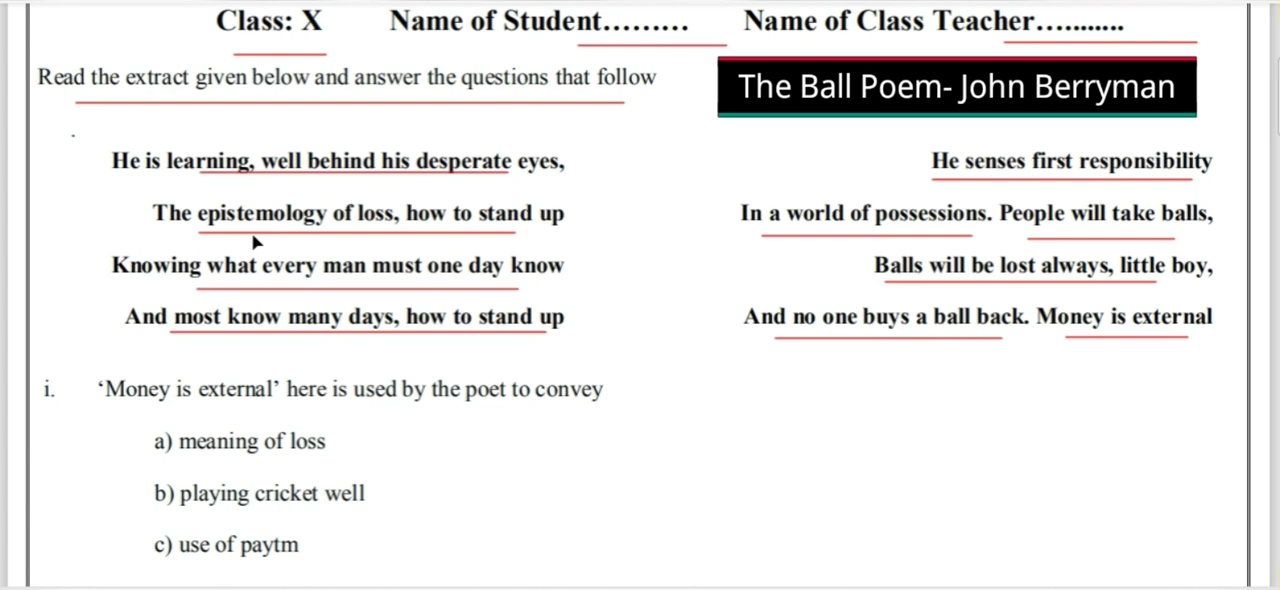 Class: X Name of Student......... Name of Class Teacher...........
Read the extract given below and answer the questions that follow
The Ball Poem- John Berryman
.
He is learning, well behind his desperate eyes,
The epistemology of loss, how to stand up
Knowing what every man must one day know
And most know many days, how to stand up
He senses first responsibility
In a world of possessions. People will take balls,
Balls will be lost always, little boy,
And no one buys a ball back. Money is external
i. ‘Money is external’ here is used by the poet to convey
a) meaning of loss
b) playing cricket well
c) use of paytm